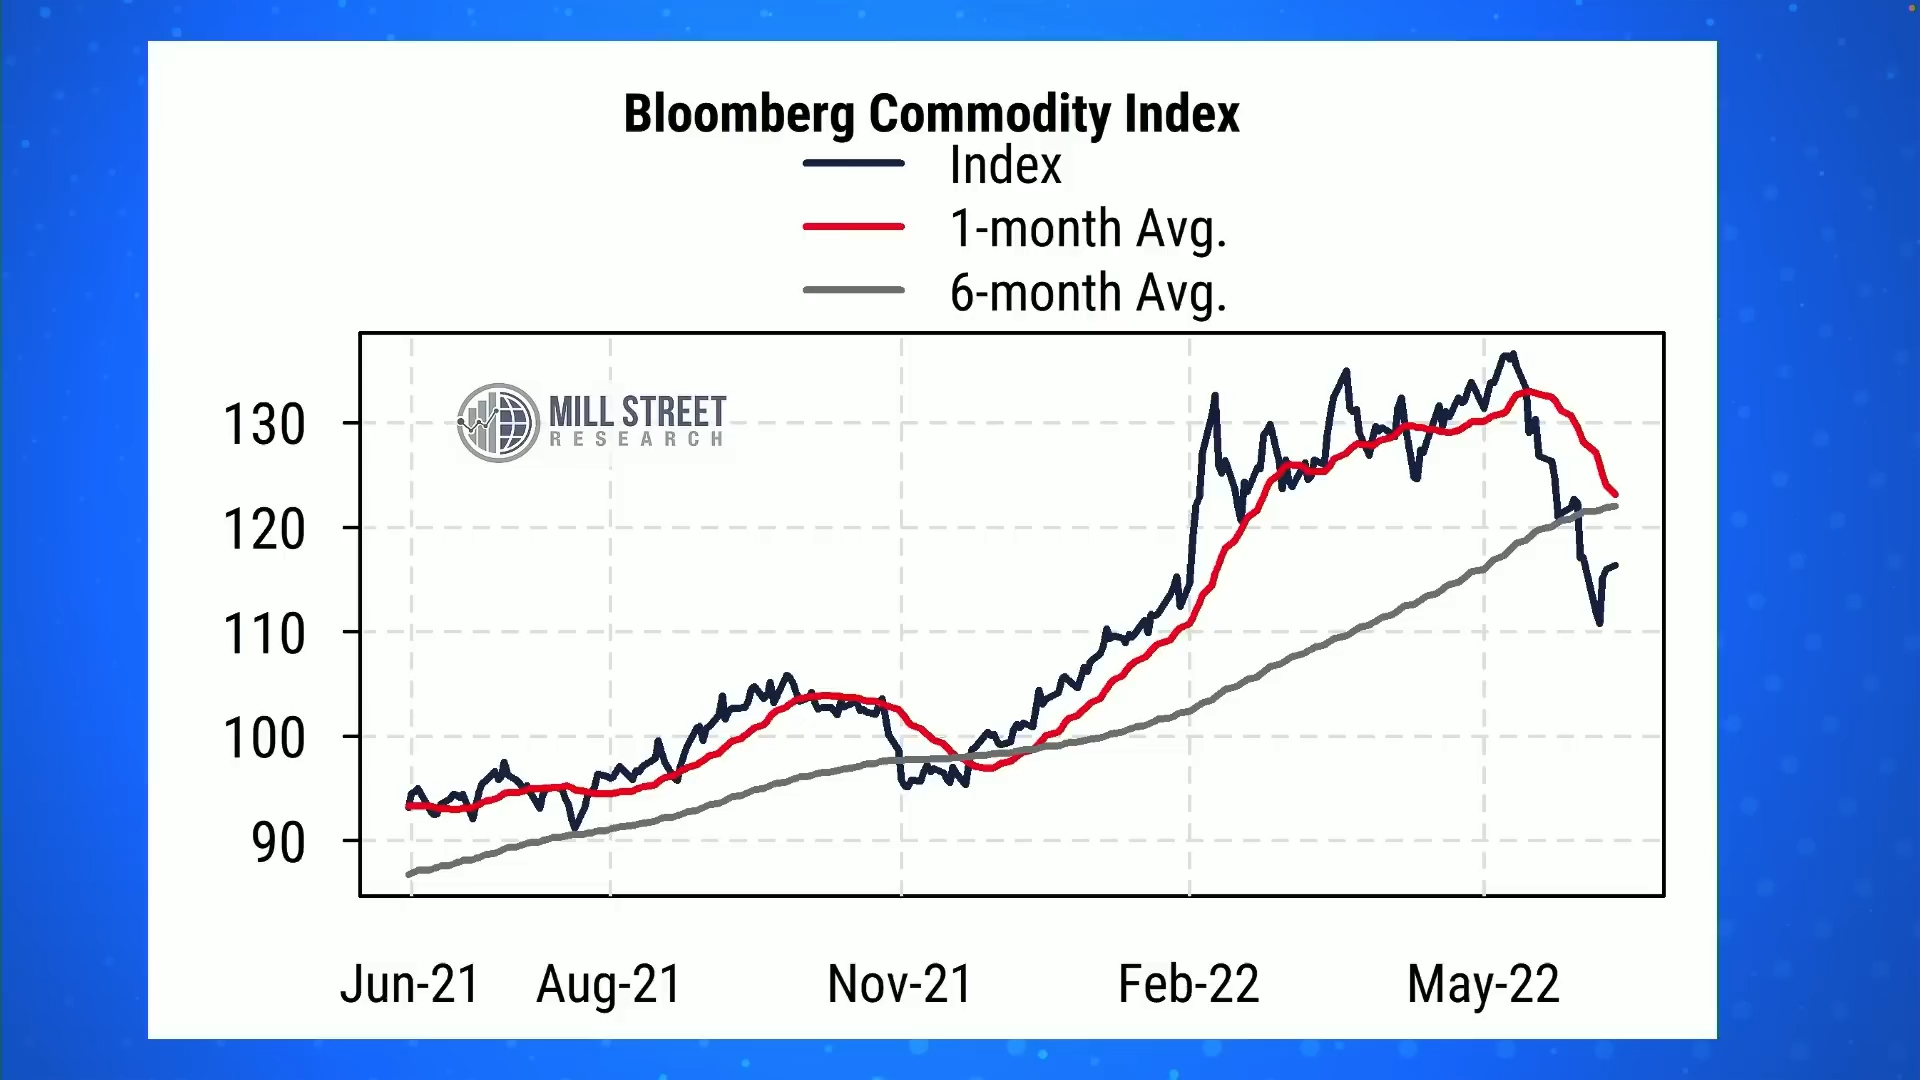 Bloomberg Commodity Index
Index
1-month Avg.
6-month Avg.
MILL STREET
RESEARCH
130
120
110
100
90
Jun-21 Aug-21 Nov-21 Feb-22 May-22